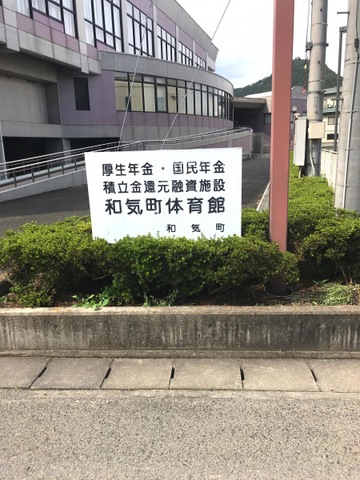 厚生年金・国民年金
積立金還元融資施設
和気町体育館
和気町